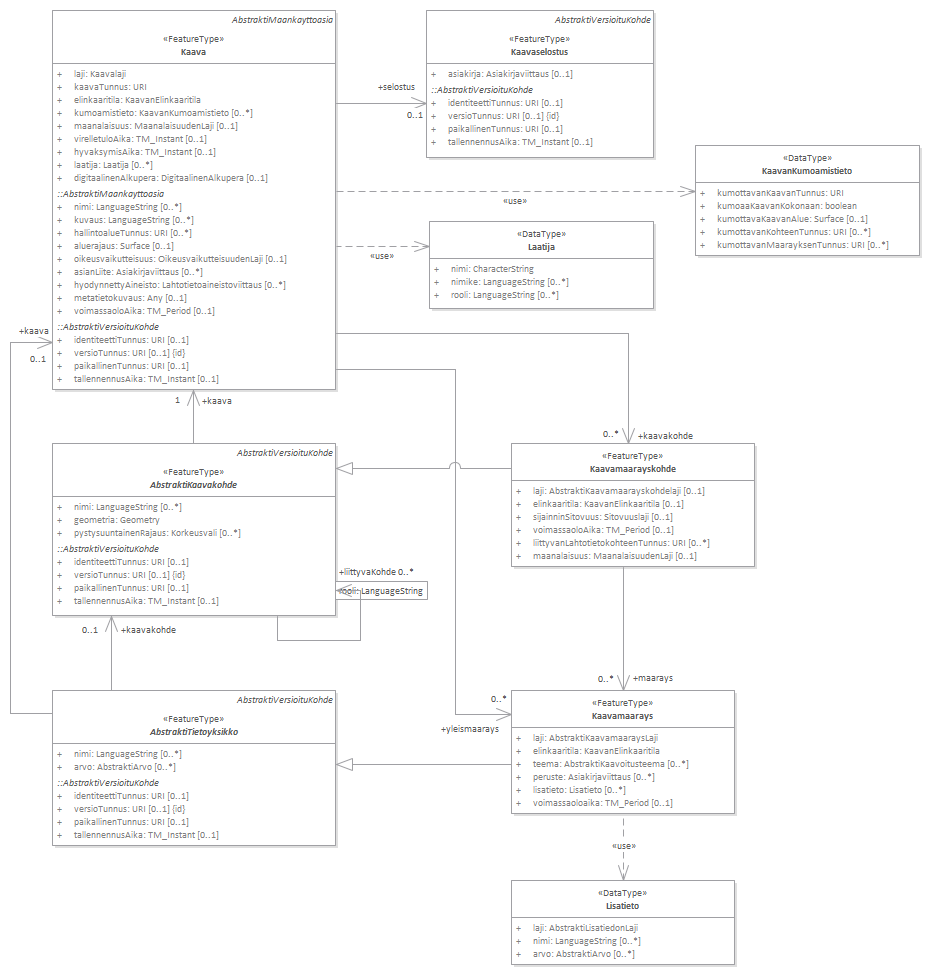 AbstraktiMaankayttoasia
«FeatureType»
Kaava
+ laji: Kaavalaji
+ kaavaTunnus: URI
+ elinkaaritila: KaavanElinkaaritila
+ kumoamistieto: KaavanKumoamistieto [0..*]
+ maanalaisuus: MaanalaisuudenLaji [0..1]
+ virelletuloAika: TM_Instant [0..1]
+ hyvaksymisAika: TM_Instant [0..1]
+ laatija: Laatija [0..*]
+ digitaalinenAlkupera: DigitaalinenAlkupera [0..1]
::AbstraktiMaankayttoasia
+ nimi: LanguageString [0..*]
+ kuvaus: LanguageString [0..*]
+ hallintoalueTunnus: URI [0..*]
+ aluerajaus: Surface [0..1]
+ oikeusvaikutteisuus: OikeusvaikutteisuudenLaji [0..1]
+ asianLiite: Asiakirjaviittaus [0..*]
+ hyodynnettyAineisto: Lahtotietoaineistoviittaus [0..*]
+ metatietokuvaus: Any [0..1]
+ voimassaoloAika: TM_Period [0..1]
::AbstraktiVersioituKohde
+ identiteettiTunnus: URI [0..1]
+ versioTunnus: URI [0..1] {id}
+ paikallinenTunnus: URI [0..1]
+ tallennennusAika: TM_Instant [0..1]
+selostus
0..1
AbstraktiVersioituKohde
«FeatureType»
Kaavaselostus
+ asiakirja: Asiakirjaviittaus [0..1]
::AbstraktiVersioituKohde
+ identiteettiTunnus: URI [0..1]
+ versioTunnus: URI [0..1] {id}
+ paikallinenTunnus: URI [0..1]
+ tallennennusAika: TM_Instant [0..1]
«use»
«DataType»
KaavanKumoamistieto
+ kumottavanKaavanTunnus: URI
+ kumoaaKaavanKokonaan: boolean
+ kumottavaKaavanAlue: Surface [0..1]
+ kumottavanKohteenTunnus: URI [0..*]
+ kumottavanMaarayksenTunnus: URI [0..*]
«use»
«DataType»
Laatija
+ nimi: CharacterString
+ nimike: LanguageString [0..*]
+ rooli: LanguageString [0..*]
+kaava
0..1
1
+kaava
0..*
+kaavakohde
AbstraktiVersioituKohde
«FeatureType»
AbstraktiKaavakohde
+ nimi: LanguageString [0..*]
+ geometria: Geometry
+ pystysuuntainenRajaus: Korkeusvali [0..*]
::AbstraktiVersioituKohde
+ identiteettiTunnus: URI [0..1]
+ versioTunnus: URI [0..1] {id}
+ paikallinenTunnus: URI [0..1]
+ tallennennusAika: TM_Instant [0..1]
«FeatureType»
Kaavamaarayskohde
+ laji: AbstraktiKaavamaarayskohdelaji [0..1]
+ elinkaaritila: KaavanElinkaaritila [0..1]
+ sijainninSitovuus: Sitovuuslaji [0..1]
+ voimassaoloAika: TM_Period [0..1]
+ liittyvanLahtotietokohteenTunnus: URI [0..*]
+ maanalaisuus: MaanalaisuudenLaji [0..1]
+liittyvaKohde 0..*
rooli: LanguageString
0..1
+kaavakohde
0..*
+maarays
0..*
+yleismaarays
AbstraktiVersioituKohde
«FeatureType»
AbstraktiTietoyksikko
+ nimi: LanguageString [0..*]
+ arvo: AbstraktiArvo [0..*]
::AbstraktiVersioituKohde
+ identiteettiTunnus: URI [0..1]
+ versioTunnus: URI [0..1] {id}
+ paikallinenTunnus: URI [0..1]
+ tallennennusAika: TM_Instant [0..1]
«FeatureType»
Kaavamaarays
+ laji: AbstraktiKaavamaaraysLaji
+ elinkaaritila: KaavanElinkaaritila
+ teema: AbstraktiKaavoitusteema [0..*]
+ peruste: Asiakirjaviittaus [0..*]
+ lisatieto: Lisatieto [0..*]
+ voimassaoloaika: TM_Period [0..1]
«use»
«DataType»
Lisatieto
+ laji: AbstraktiLisatiedonLaji
+ nimi: LanguageString [0..*]
+ arvo: AbstraktiArvo [0..*]